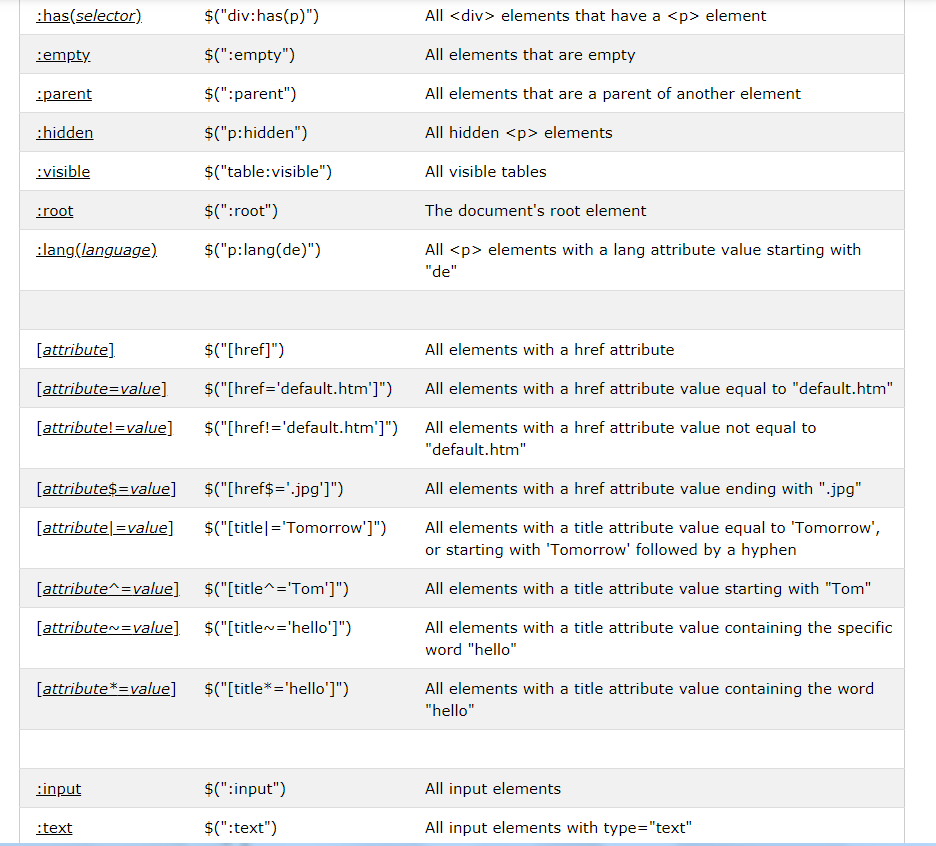 :has(selector) $("div:has(p)") All <div> elements that have a <p> element
:empty $(":empty") All elements that are empty
:parent $(":parent") All elements that are a parent of another element
:hidden $("p:hidden") All hidden <p> elements
:visible $("table:visible") All visible tables
:root $(":root") The document's root element
:lang(language) $("p:lang(de)") All <p> elements with a lang attribute value starting with
"de"
[attribute] $("[href]") All elements with a href attribute
[attribute=value] $("[href='default.htm']") All elements with a href attribute value equal to "default.htm"
[attribute!=value] $("[href!='default.htm']") All elements with a href attribute value not equal to
"default.htm"
[attribute$=value] $("[href$='.jpg']") All elements with a href attribute value ending with ".jpg"
[attribute|=value] $("[title|='Tomorrow']") All elements with a title attribute value equal to 'Tomorrow',
or starting with 'Tomorrow' followed by a hyphen
[attribute^=value] $("[title^='Tom']") All elements with a title attribute value starting with "Tom"
[attribute~=value] $("[title~='hello']") All elements with a title attribute value containing the specific
word "hello"
[attribute*=value] $("[title*='hello']") All elements with a title attribute value containing the word
"hello"
:input $(":input") All input elements
:text $(":text") All input elements with type="text"